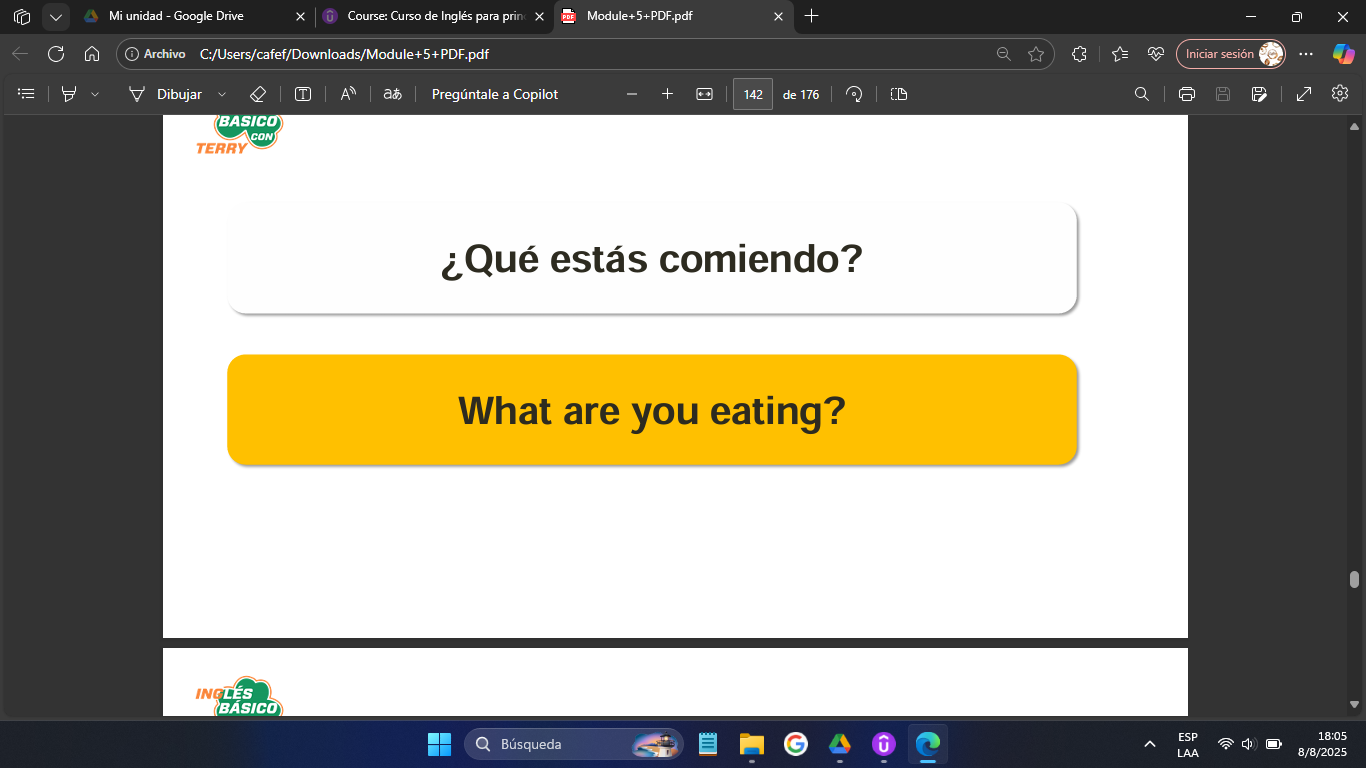 Mi unidad - Google Drive
Course: Curso de Inglés para prin
Module+5+PDF.pdf
Archivo
C:/Users/cafef/Downloads/Module+5+PDF.pdf
Iniciar sesión
Dibujar
Pregúntale a Copilot
142 de 176
BÁSICO
CON
TERRY
¿Qué estás comiendo?
What are you eating?
INGLÉS
BÁSICO
Búsqueda
ESP
LAA
18:05
8/8/2025